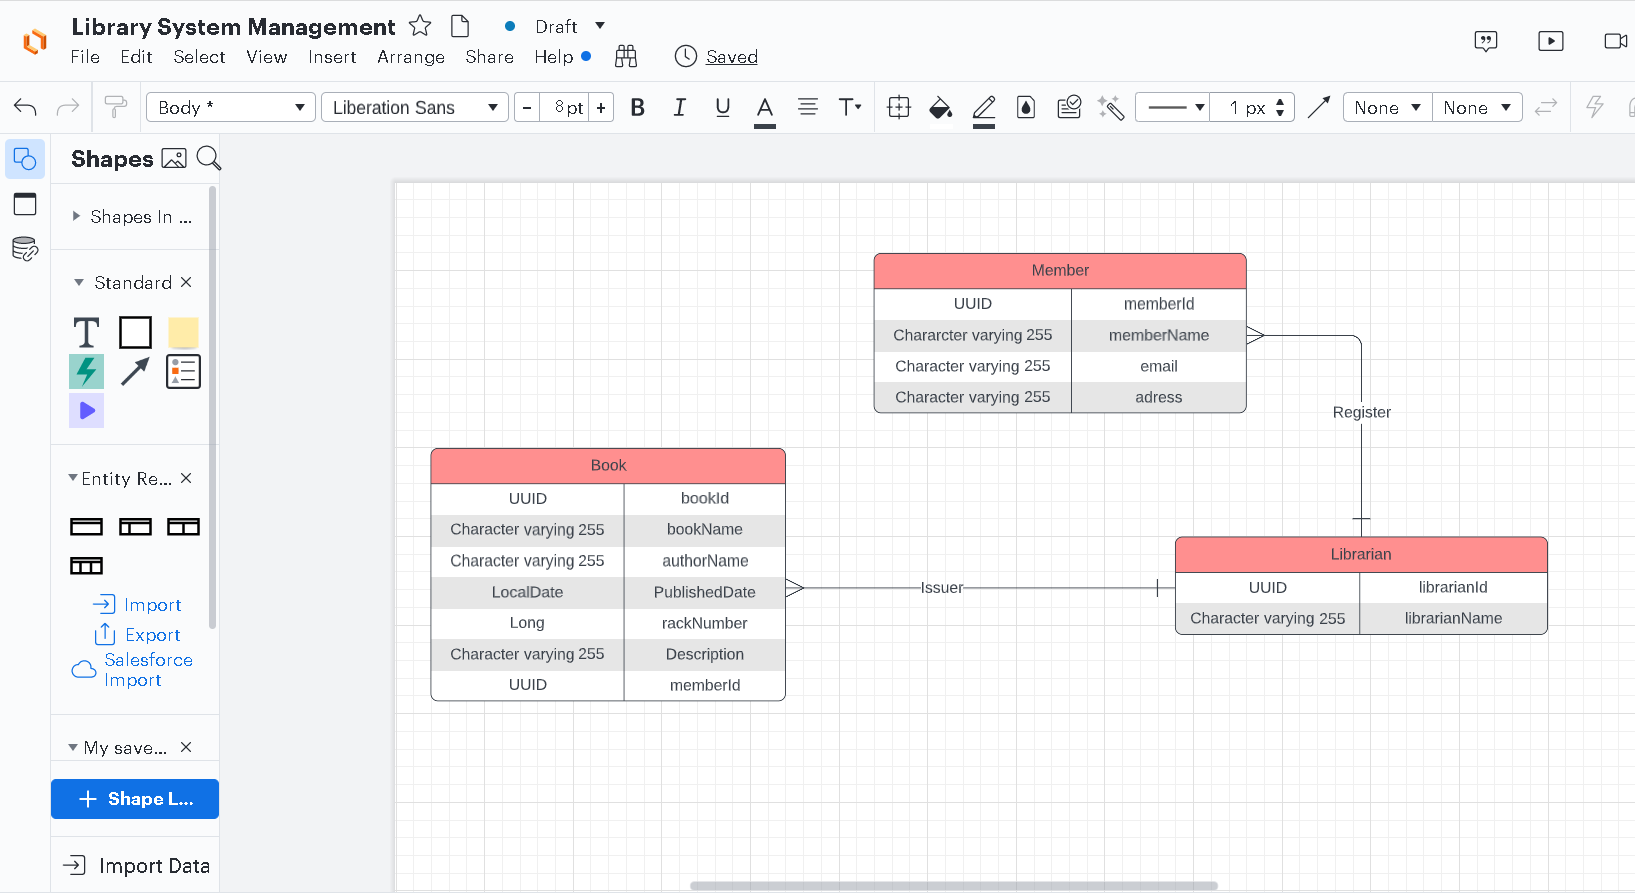 Library System Management
Draft
File Edit Select View Insert Arrange Share Help Saved
Body * Liberation Sans - 8 pt + B I U A T 1 px None None
Shapes
Shapes In ...
Standard
T
Entity Re...
Import
Export
Salesforce
Import
My save...
+ Shape L...
Import Data
Member
UUID memberId
Chararcter varying 255 memberName
Character varying 255 email
Character varying 255 adress
Register
Book
UUID bookId
Character varying 255 bookName
Character varying 255 authorName
LocalDate PublishedDate
Long rackNumber
Character varying 255 Description
UUID memberId
Issuer
Librarian
UUID librarianId
Character varying 255 librarianName